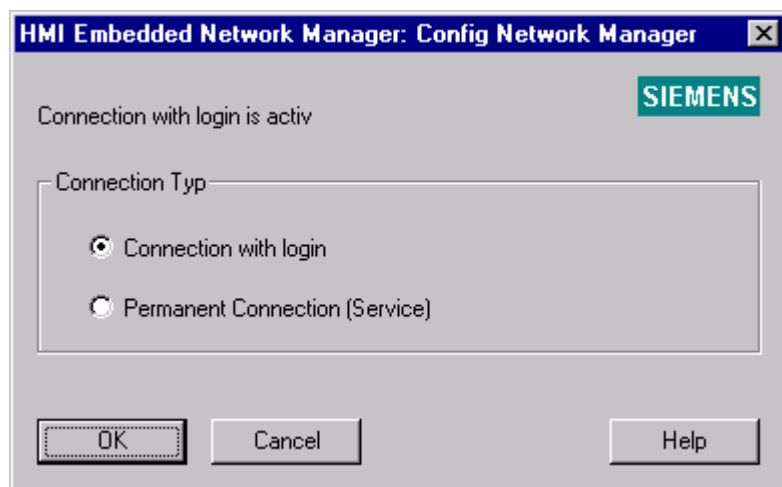 HMI Embedded Network Manager: Config Network Manager
SIEMENS
Connection with login is activ
Connection Typ
Connection with login
Permanent Connection (Service)
OK Cancel Help